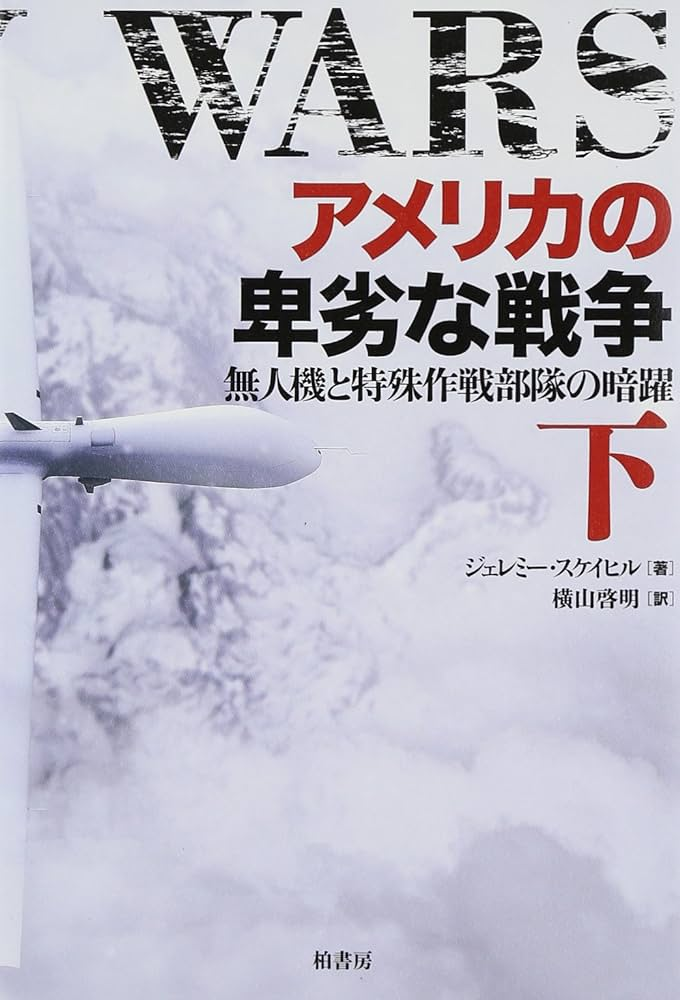 WARS
アメリカの
卑劣な戦争
無人機と特殊作戦部隊の暗躍
下
ジェレミー・スケイヒル[著]
横山啓明[訳]
柏書房